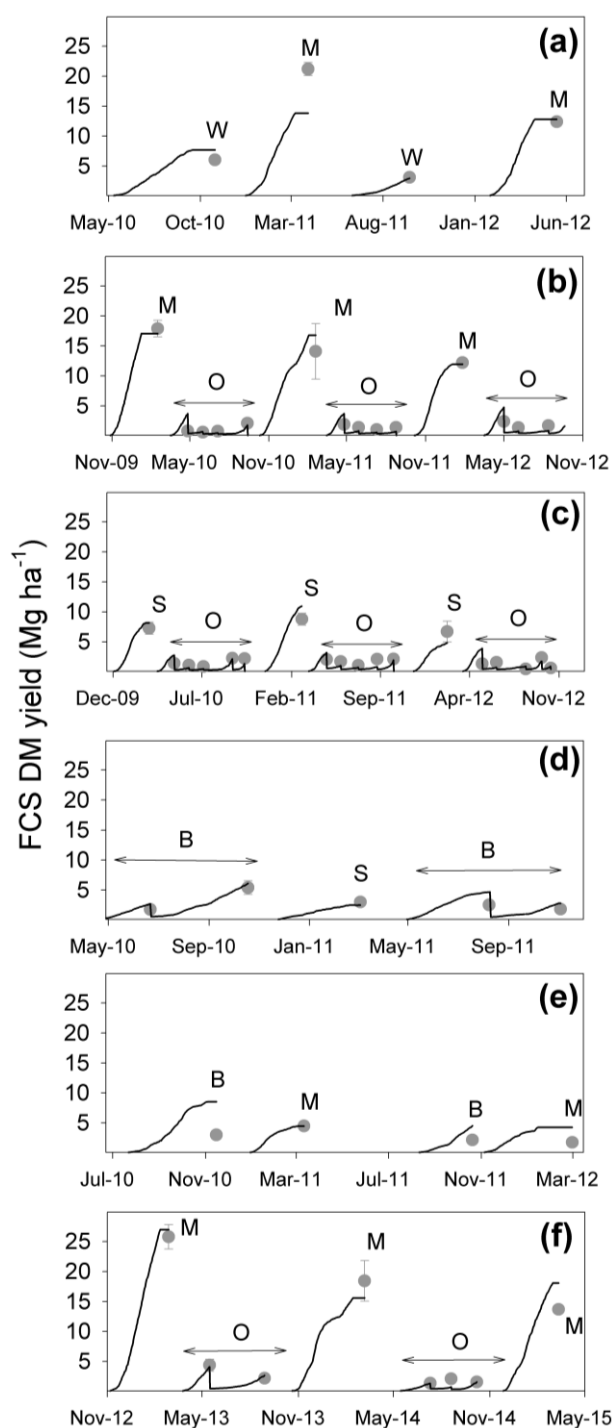 FCS DM yield (Mg ha⁻¹)
(a)
25
20
15
10
5
W
M
W
M
May-10 Oct-10 Mar-11 Aug-11 Jan-12 Jun-12
(b)
25
20
15
10
5
M
O
M
O
M
O
Nov-09 May-10 Nov-10 May-11 Nov-11 May-12 Nov-12
(c)
25
20
15
10
5
S
O
S
O
S
O
Dec-09 Jul-10 Feb-11 Sep-11 Apr-12 Nov-12
(d)
25
20
15
10
5
B
S
B
May-10 Sep-10 Jan-11 May-11 Sep-11
(e)
25
20
15
10
5
B
M
B
M
Jul-10 Nov-10 Mar-11 Jul-11 Nov-11 Mar-12
(f)
25
20
15
10
5
M
O
M
O
M
Nov-12 May-13 Nov-13 May-14 Nov-14 May-15